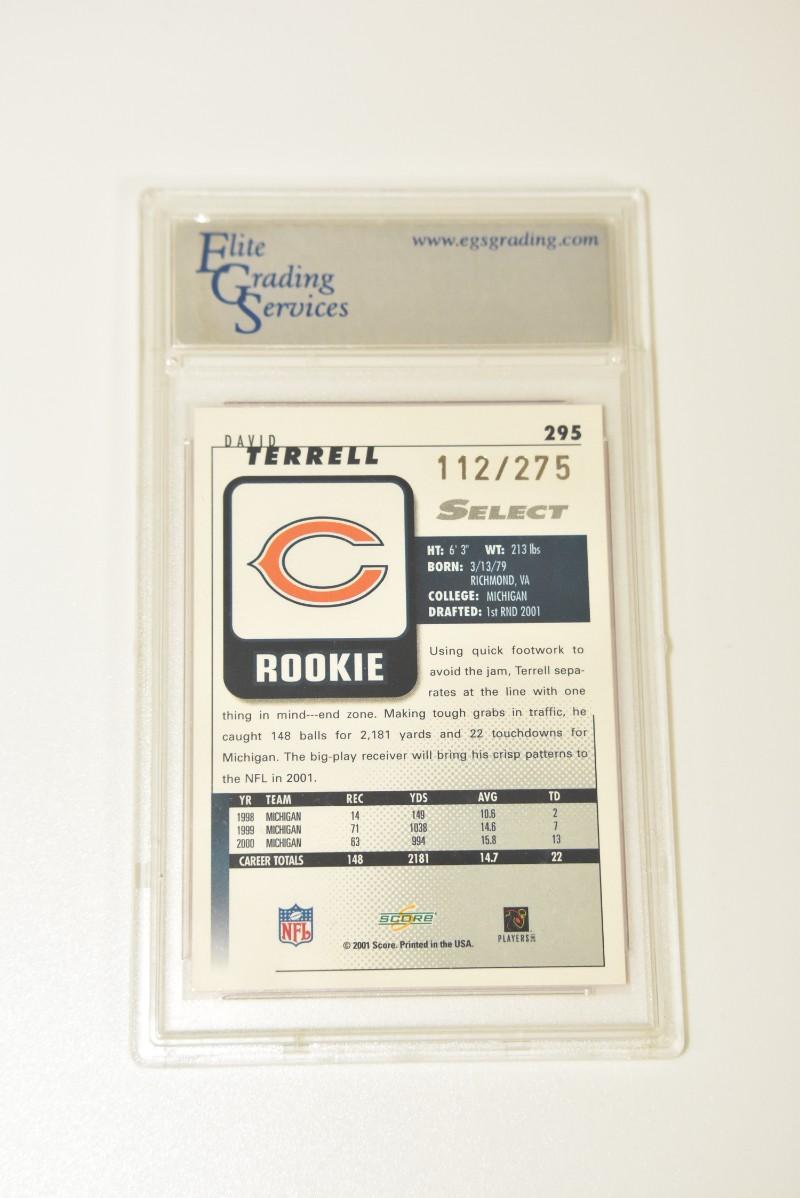 Elite
Grading
Services
www.egsgrading.com
DAVID
TERRELL
295
112/275
SELECT
HT: 6' 3" WT: 213 lbs
BORN: 3/13/79
RICHMOND, VA
COLLEGE: MICHIGAN
DRAFTED: 1st RND 2001
ROOKIE
Using quick footwork to
avoid the jam, Terrell sepa-
rates at the line with one
thing in mind---end zone. Making tough grabs in traffic, he
caught 148 balls for 2,181 yards and 22 touchdowns for
Michigan. The big-play receiver will bring his crisp patterns to
the NFL in 2001.
YR TEAM REC YDS AVG TD
1998 MICHIGAN 14 149 10.6 2
1999 MICHIGAN 71 1038 14.6 7
2000 MICHIGAN 63 994 15.8 13
CAREER TOTALS 148 2181 14.7 22
NFL
SCORE
PLAYERS INC
© 2001 Score. Printed in the USA.